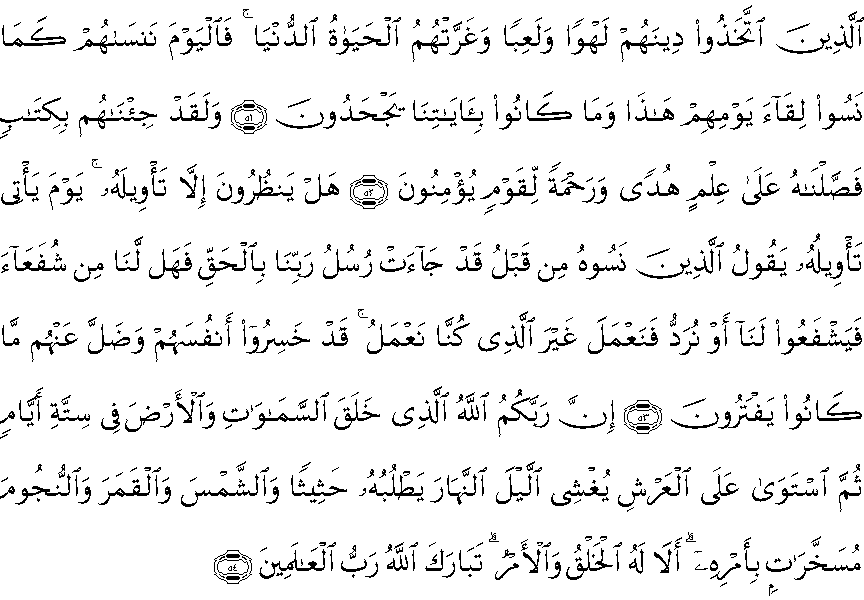 ٱلَّذِينَ ٱتَّخَذُوا۟ دِينَهُمْ لَهْوًا وَلَعِبًا وَغَرَّتْهُمُ ٱلْحَيَوٰةُ ٱلدُّنْيَا ۚ فَٱلْيَوْمَ نَنسَىٰهُمْ كَمَا
نَسُوا۟ لِقَآءَ يَوْمِهِمْ هَٰذَا وَمَا كَانُوا۟ بِـَٔايَٰتِنَا يَجْحَدُونَ ﴿٥١﴾ وَلَقَدْ جِئْنَٰهُم بِكِتَٰبٍ
فَصَّلْنَٰهُ عَلَىٰ عِلْمٍ هُدًى وَرَحْمَةً لِّقَوْمٍ يُؤْمِنُونَ ﴿٥٢﴾ هَلْ يَنظُرُونَ إِلَّا تَأْوِيلَهُۥ ۚ يَوْمَ يَأْتِى
تَأْوِيلُهُۥ يَقُولُ ٱلَّذِينَ نَسُوهُ مِن قَبْلُ قَدْ جَآءَتْ رُسُلُ رَبِّنَا بِٱلْحَقِّ فَهَل لَّنَا مِن شُفَعَآءَ
فَيَشْفَعُوا۟ لَنَآ أَوْ نُرَدُّ فَنَعْمَلَ غَيْرَ ٱلَّذِى كُنَّا نَعْمَلُ ۚ قَدْ خَسِرُوٓا۟ أَنفُسَهُمْ وَضَلَّ عَنْهُم مَّا
كَانُوا۟ يَفْتَرُونَ ﴿٥٣﴾ إِنَّ رَبَّكُمُ ٱللَّهُ ٱلَّذِى خَلَقَ ٱلسَّمَٰوَٰتِ وَٱلْأَرْضَ فِى سِتَّةِ أَيَّامٍ
ثُمَّ ٱسْتَوَىٰ عَلَى ٱلْعَرْشِ يُغْشِى ٱلَّيْلَ ٱلنَّهَارَ يَطْلُبُهُۥ حَثِيثًا وَٱلشَّمْسَ وَٱلْقَمَرَ وَٱلنُّجُومَ
مُسَخَّرَٰتٍۭ بِأَمْرِهِۦٓ ۗ أَلَا لَهُ ٱلْخَلْقُ وَٱلْأَمْرُ ۗ تَبَارَكَ ٱللَّهُ رَبُّ ٱلْعَٰلَمِينَ ﴿٥٤﴾